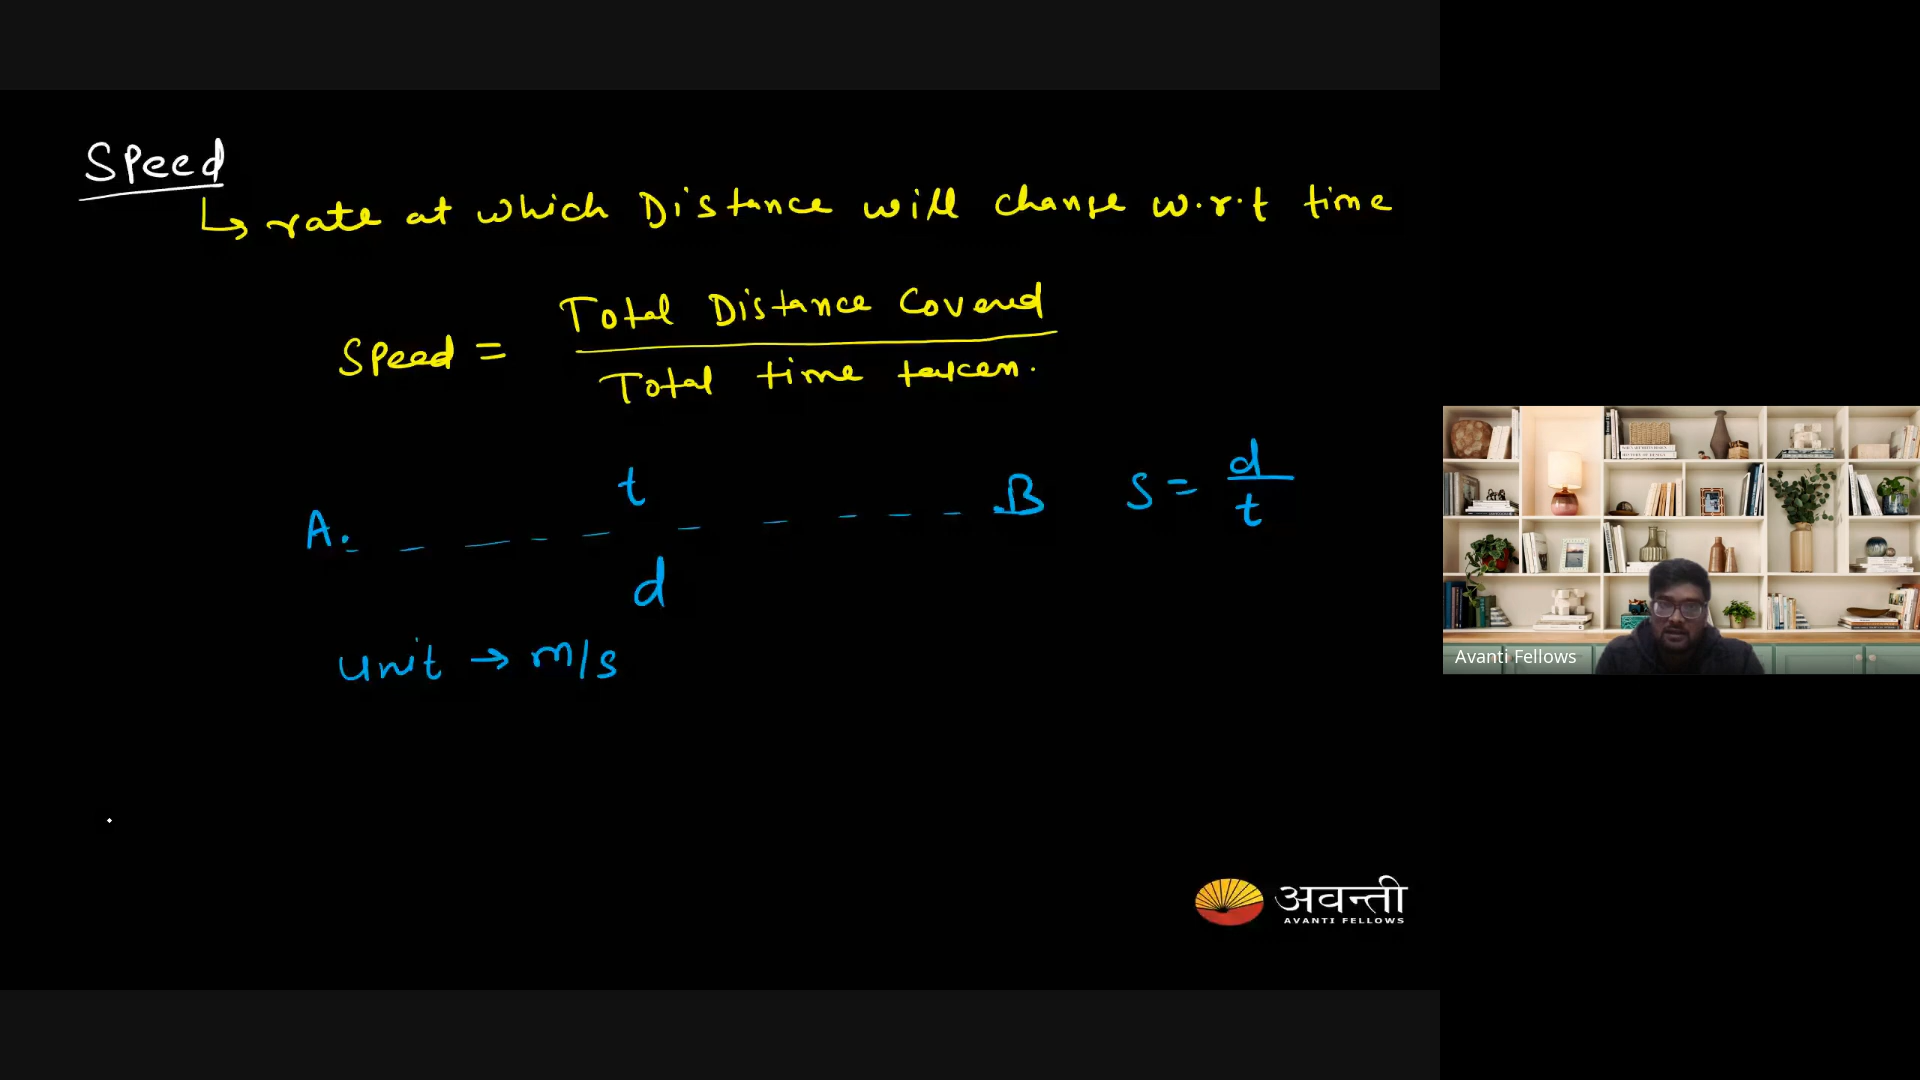 Speed
↳ rate at which Distance will change w.r.t time
Speed = Total Distance Covered
Total time taken.
t
A. B
S = d/t
d
unit → m/s
Avanti Fellows
अवन्ती
AVANTI FELLOWS